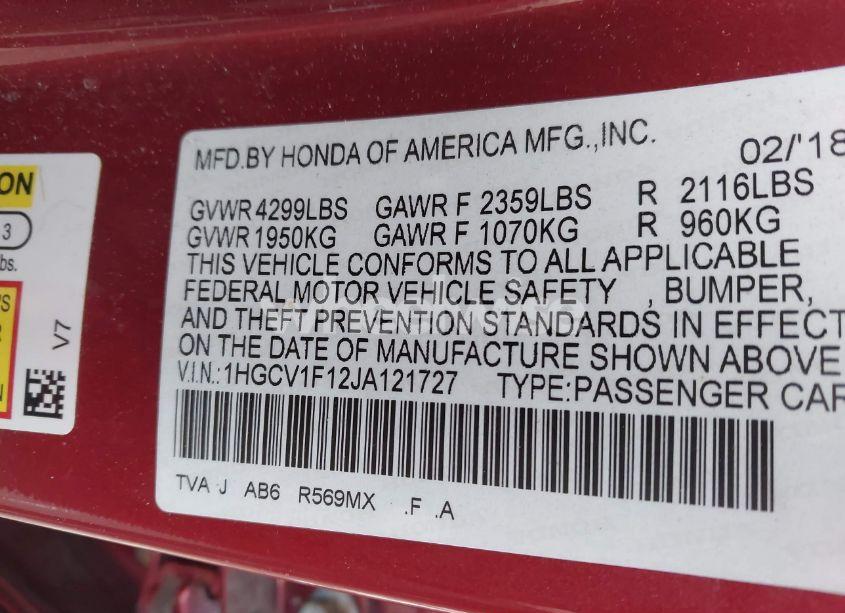 MFD.BY HONDA OF AMERICA MFG.,INC. 02/'18
GVWR 4299LBS GAWR F 2359LBS R 2116LBS
GVWR 1950KG GAWR F 1070KG R 960KG
THIS VEHICLE CONFORMS TO ALL APPLICABLE
FEDERAL MOTOR VEHICLE SAFETY , BUMPER,
AND THEFT PREVENTION STANDARDS IN EFFECT
ON THE DATE OF MANUFACTURE SHOWN ABOVE
V.I.N.:1HGCV1F12JA121727 TYPE:PASSENGER CAR
TVA J AB6 R569MX .F .A
ON
3
bs.
V7